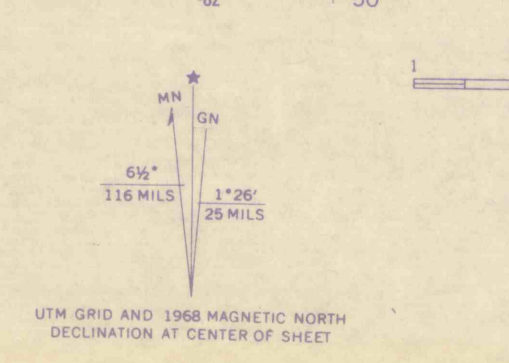 50
1
MN
GN
6½°
116 MILS
1°26′
25 MILS
UTM GRID AND 1968 MAGNETIC NORTH
DECLINATION AT CENTER OF SHEET